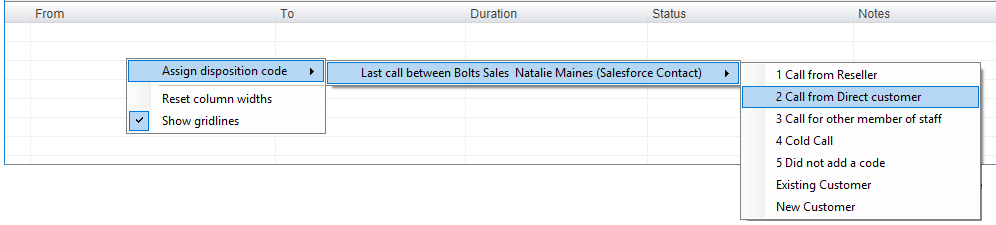 From To Duration Status Notes
Assign disposition code
Last call between Bolts Sales  Natalie Maines (Salesforce Contact)
1 Call from Reseller
2 Call from Direct customer
Reset column widths
3 Call for other member of staff
Show gridlines
4 Cold Call
5 Did not add a code
Existing Customer
New Customer